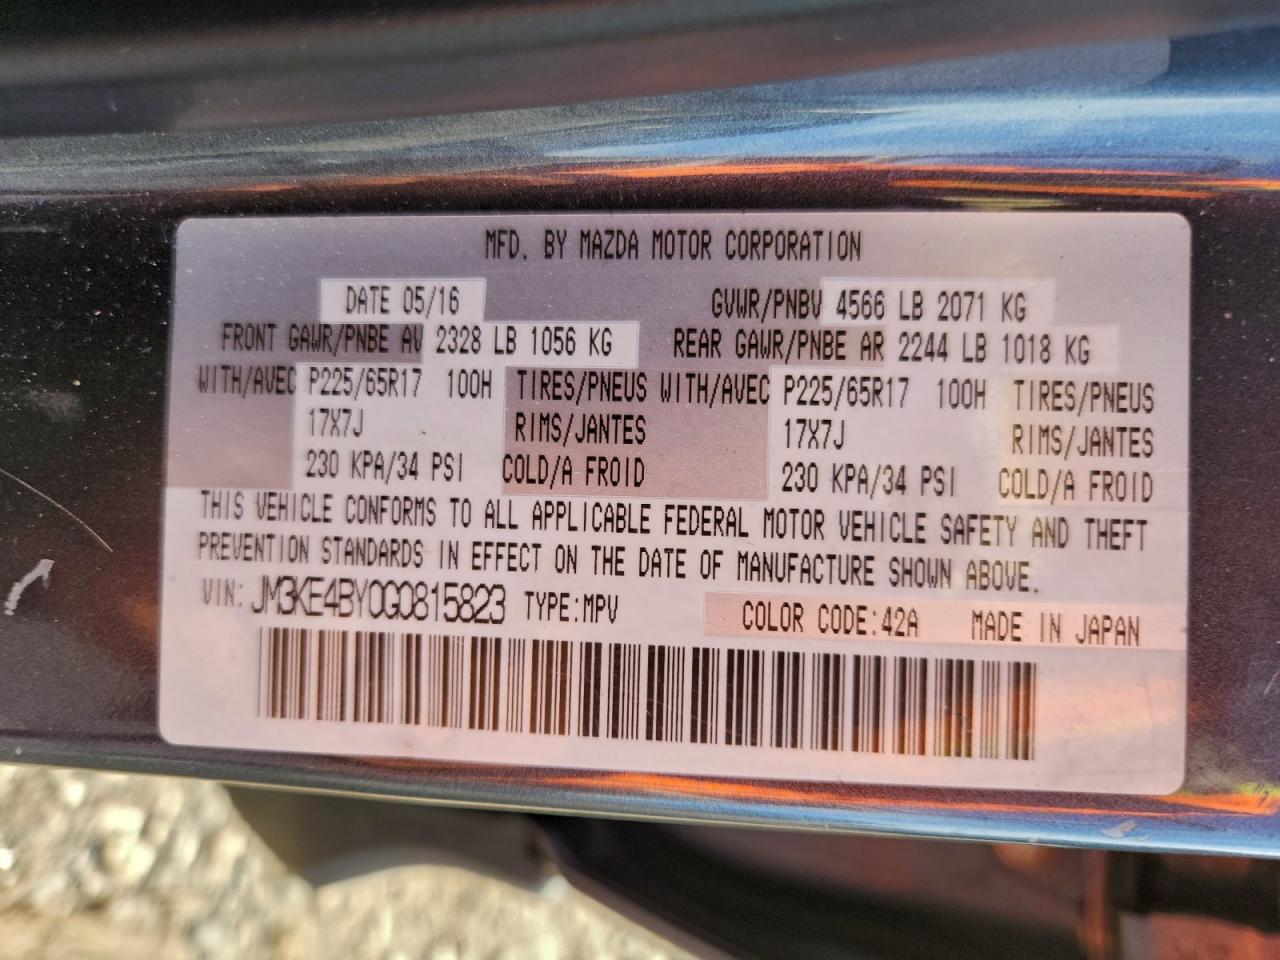 MFD. BY MAZDA MOTOR CORPORATION
DATE 05/16 GVWR/PNBV 4566 LB 2071 KG
FRONT GAWR/PNBE AV 2328 LB 1056 KG REAR GAWR/PNBE AR 2244 LB 1018 KG
WITH/AVEC P225/65R17 100H TIRES/PNEUS WITH/AVEC P225/65R17 100H TIRES/PNEUS
17X7J RIMS/JANTES 17X7J RIMS/JANTES
230 KPA/34 PSI COLD/A FROID 230 KPA/34 PSI COLD/A FROID
THIS VEHICLE CONFORMS TO ALL APPLICABLE FEDERAL MOTOR VEHICLE SAFETY AND THEFT
PREVENTION STANDARDS IN EFFECT ON THE DATE OF MANUFACTURE SHOWN ABOVE.
VIN: JM3KE4BY0G0815823 TYPE:MPV COLOR CODE:42A MADE IN JAPAN